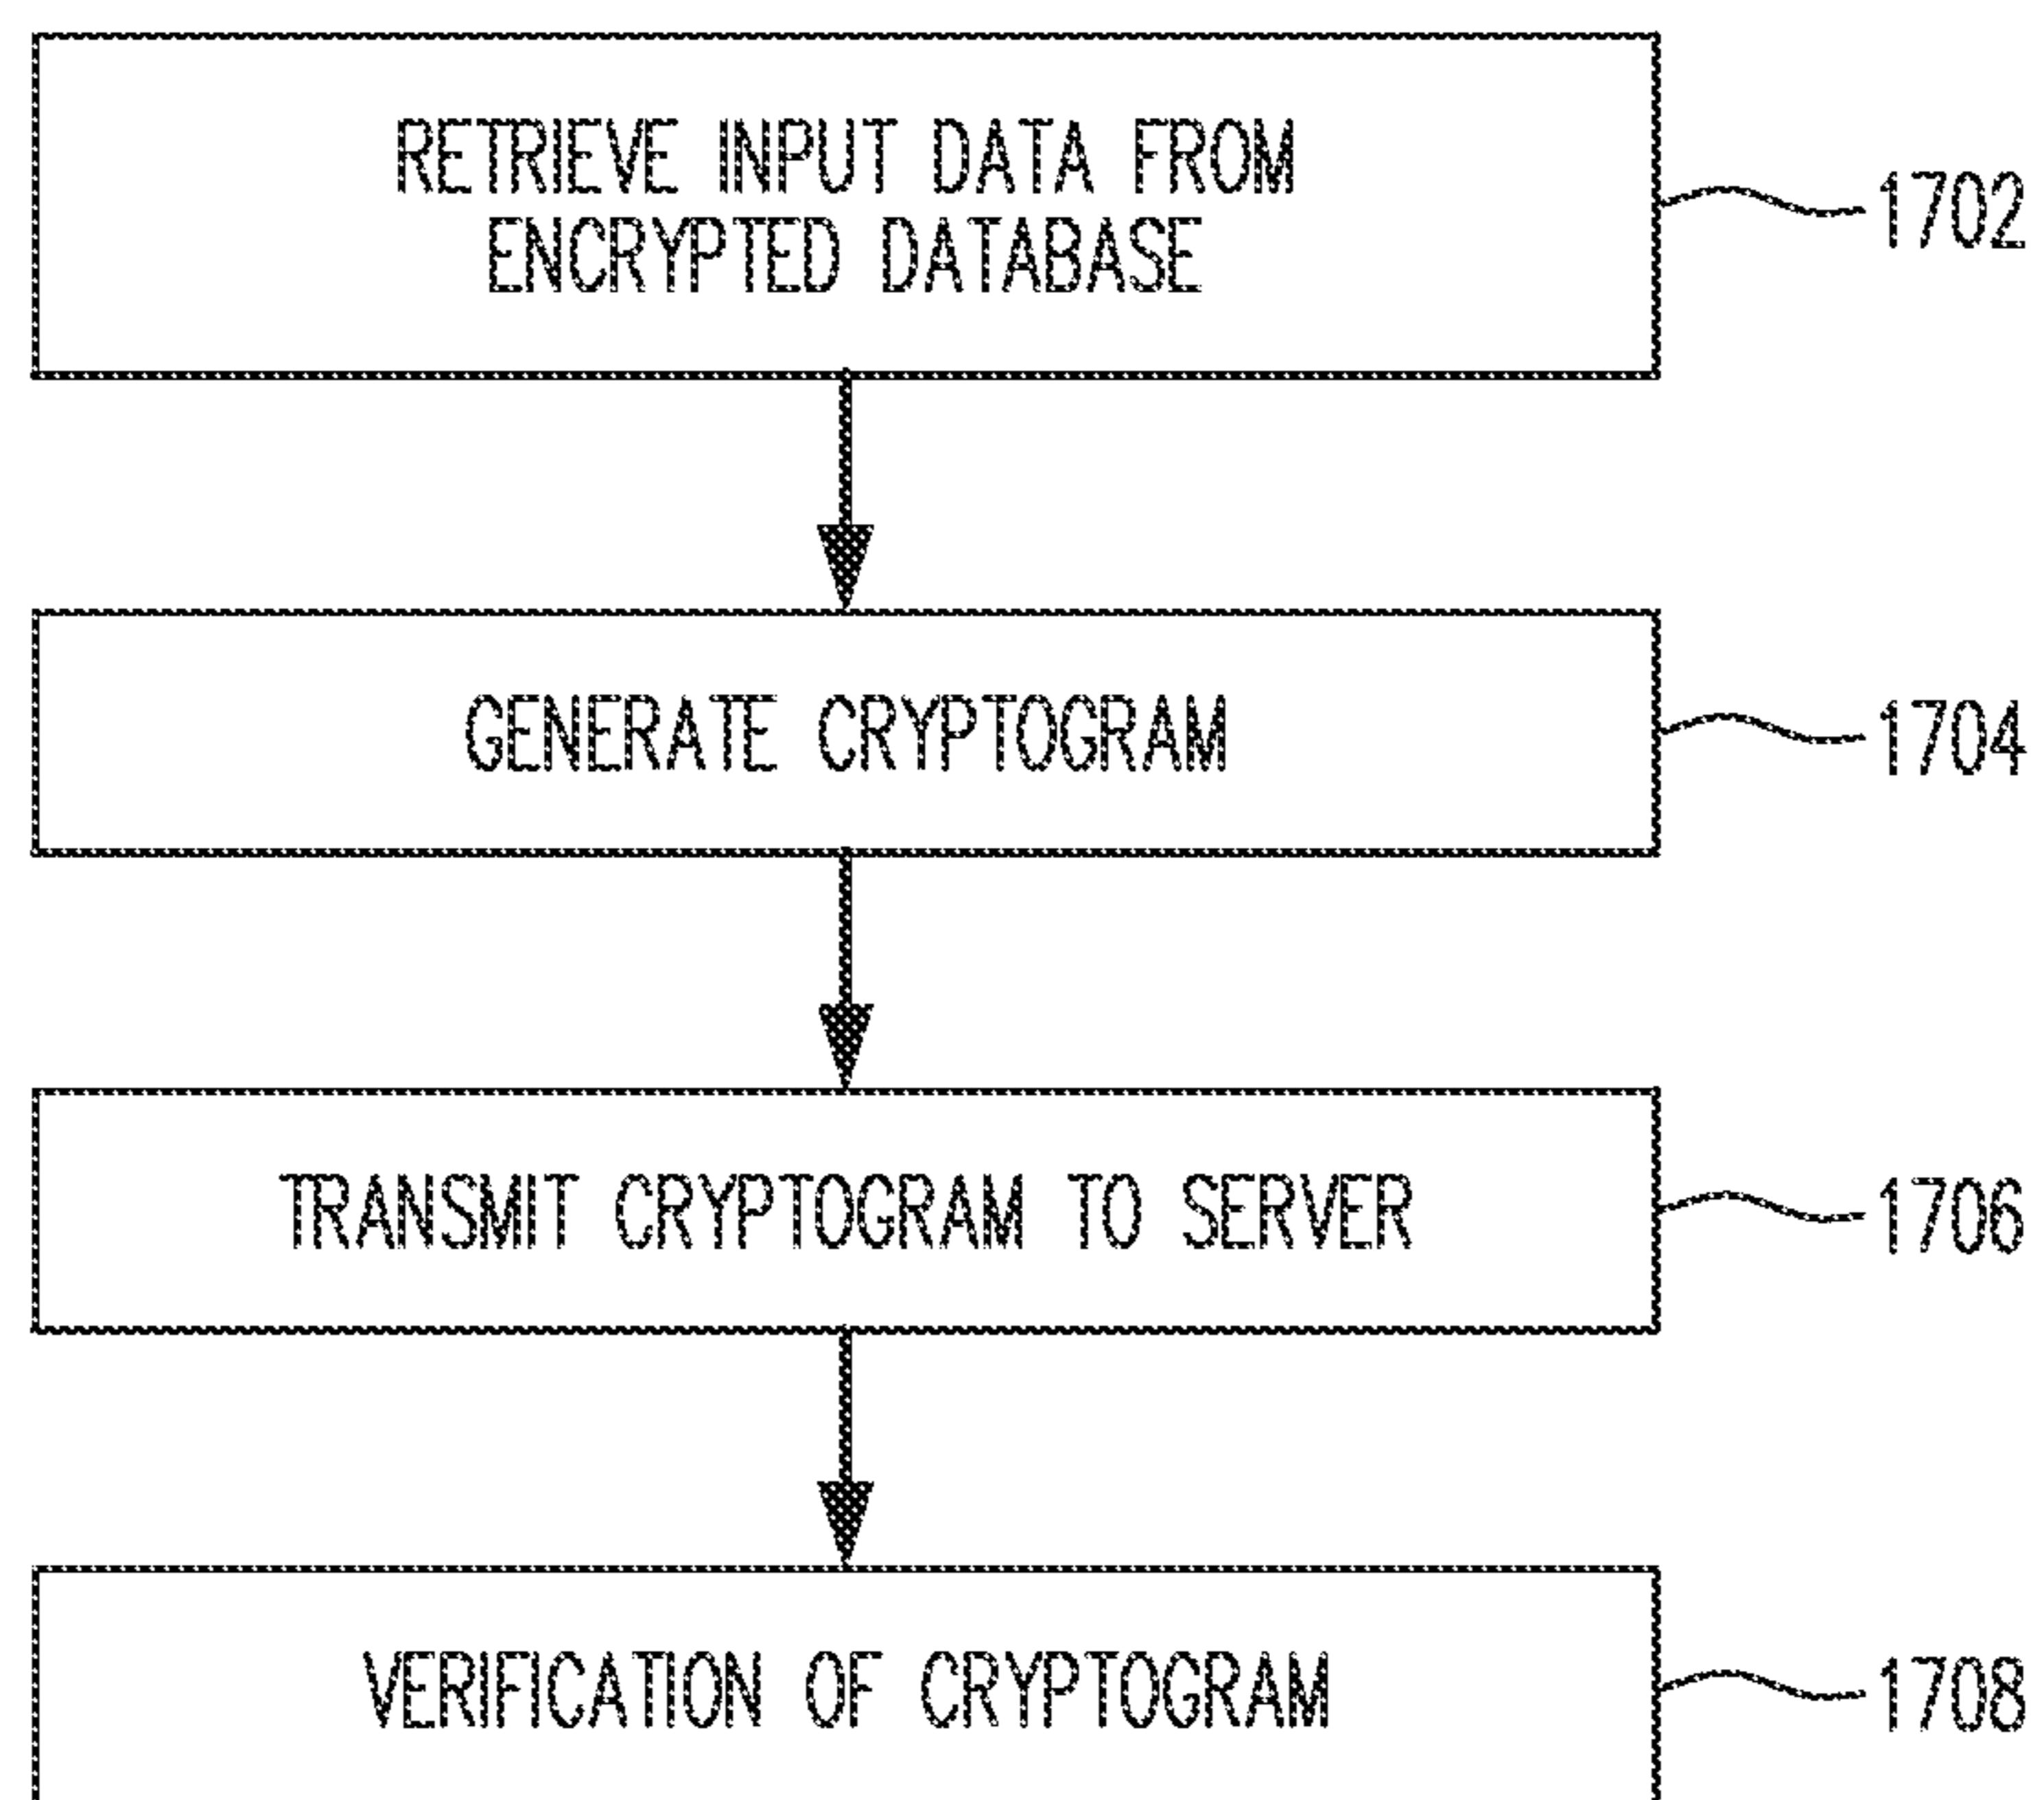 RETRIEVE INPUT DATA FROM
ENCRYPTED DATABASE
1702
GENERATE CRYPTOGRAM
1704
TRANSMIT CRYPTOGRAM TO SERVER
1706
VERIFICATION OF CRYPTOGRAM
1708